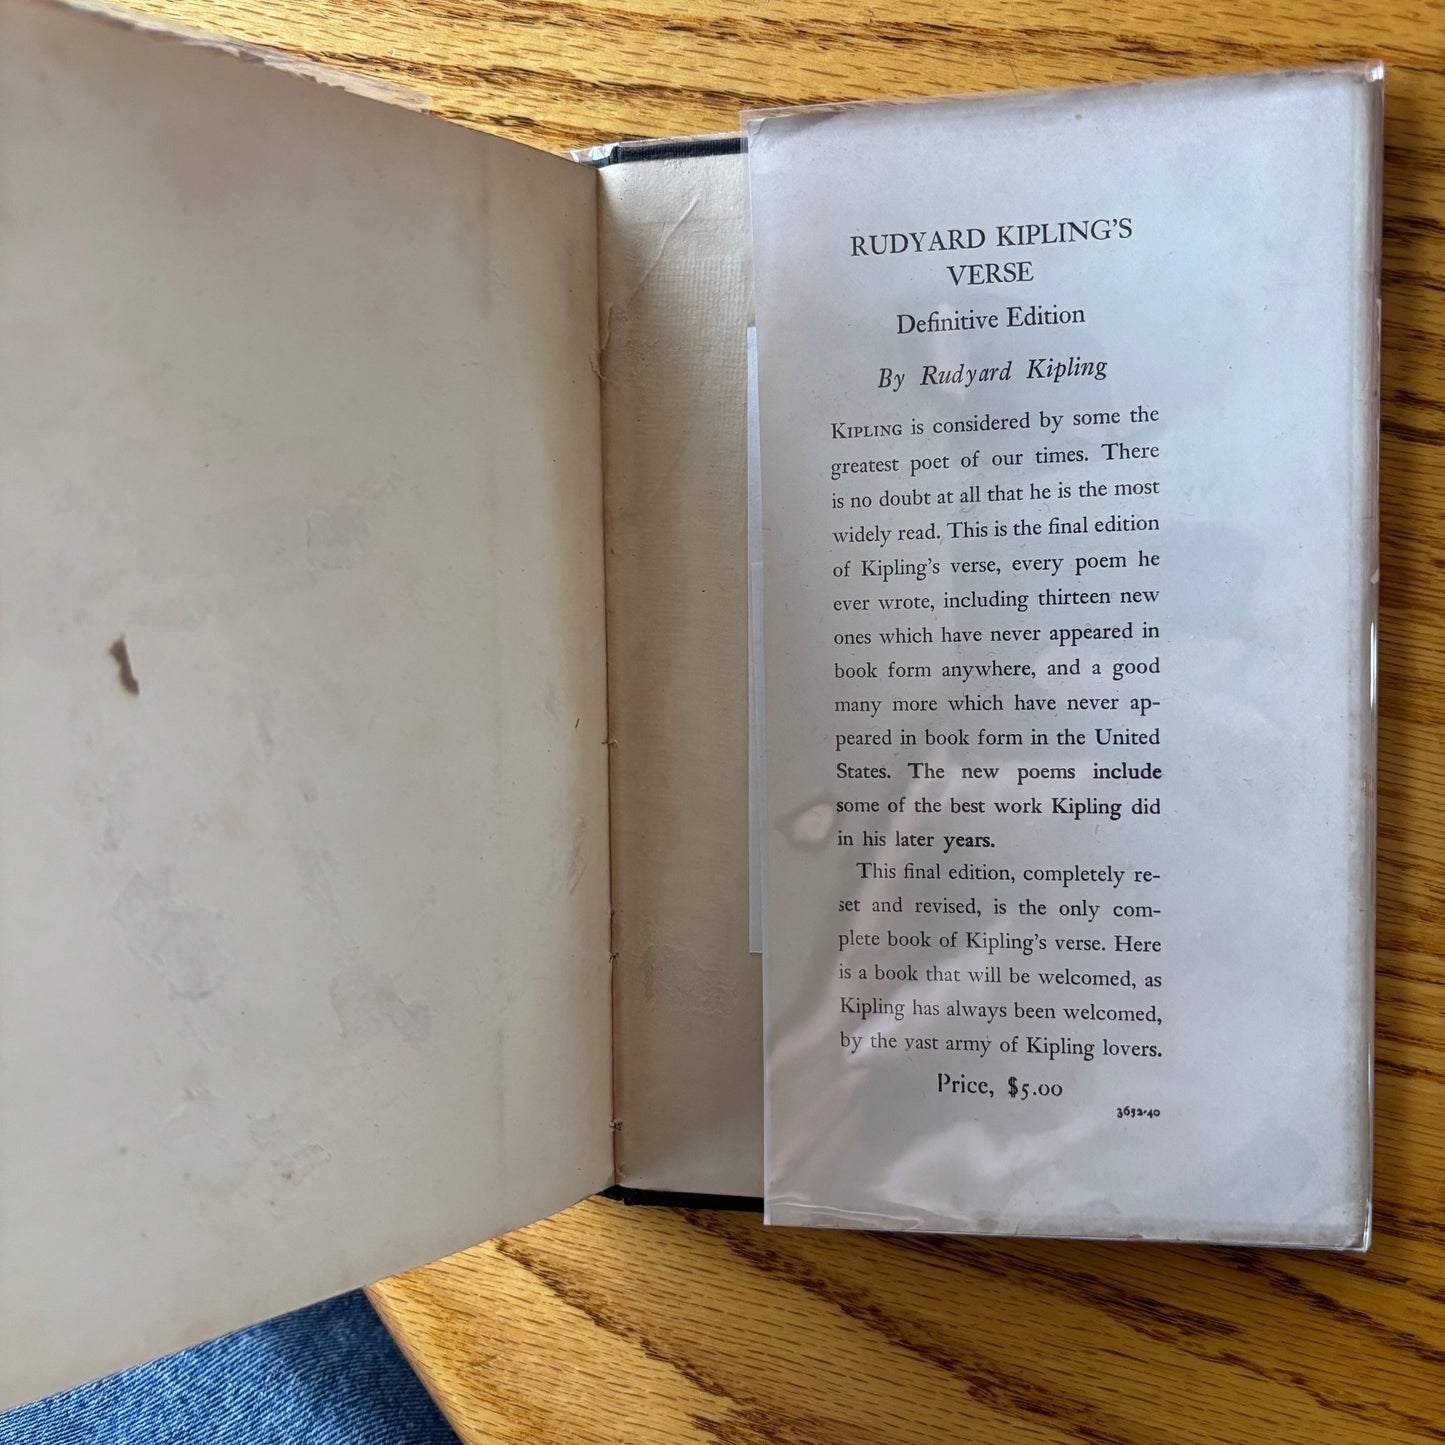 RUDYARD KIPLING'S
VERSE
Definitive Edition
By Rudyard Kipling
KIPLING is considered by some the
greatest poet of our times. There
is no doubt at all that he is the most
widely read. This is the final edition
of Kipling's verse, every poem he
ever wrote, including thirteen new
ones which have never appeared in
book form anywhere, and a good
many more which have never ap-
peared in book form in the United
States. The new poems include
some of the best work Kipling did
in his later years.
This final edition, completely re-
set and revised, is the only com-
plete book of Kipling's verse. Here
is a book that will be welcomed, as
Kipling has always been welcomed,
by the vast army of Kipling lovers.
Price, $5.00
3652-40